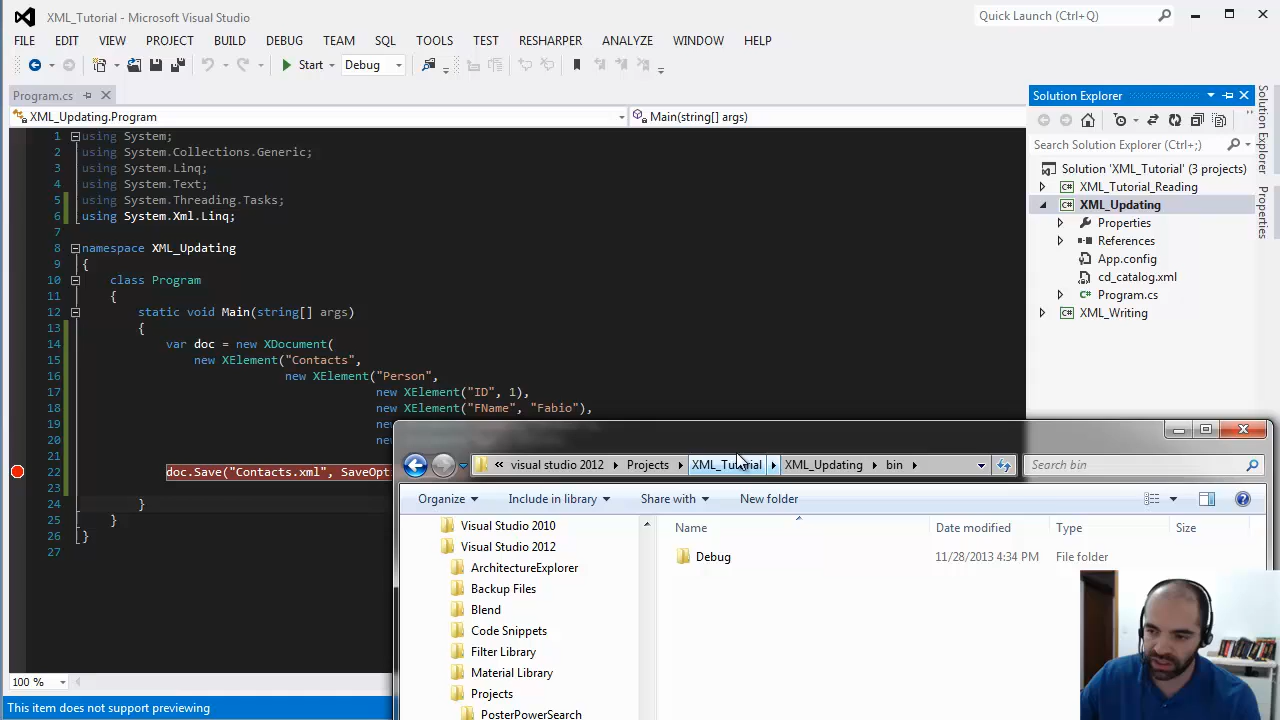 XML_Tutorial - Microsoft Visual Studio
Quick Launch (Ctrl+Q)
FILE EDIT VIEW PROJECT BUILD DEBUG TEAM SQL TOOLS TEST RESHARPER ANALYZE WINDOW HELP
Start Debug
Program.cs
XML_Updating.Program
Main(string[] args)
1 using System;
2 using System.Collections.Generic;
3 using System.Linq;
4 using System.Text;
5 using System.Threading.Tasks;
6 using System.Xml.Linq;
7
8 namespace XML_Updating
9 {
10 class Program
11 {
12 static void Main(string[] args)
13 {
14 var doc = new XDocument(
15 new XElement("Contacts",
16 new XElement("Person",
17 new XElement("ID", 1),
18 new XElement("FName", "Fabio"),
19 new
20 new
21
22 doc.Save("Contacts.xml", SaveOpt
23
24 }
25 }
26 }
27
100 %
This item does not support previewing
Solution Explorer
Search Solution Explorer (Ctrl+;)
Solution 'XML_Tutorial' (3 projects)
XML_Tutorial_Reading
XML_Updating
Properties
References
App.config
cd_catalog.xml
Program.cs
XML_Writing
Solution Explorer
Properties
« visual studio 2012 Projects XML_Tutorial XML_Updating bin
Search bin
Organize Include in library Share with New folder
Visual Studio 2010
Visual Studio 2012
ArchitectureExplorer
Backup Files
Blend
Code Snippets
Filter Library
Material Library
Projects
PosterPowerSearch
Name Date modified Type Size
Debug 11/28/2013 4:34 PM File folder